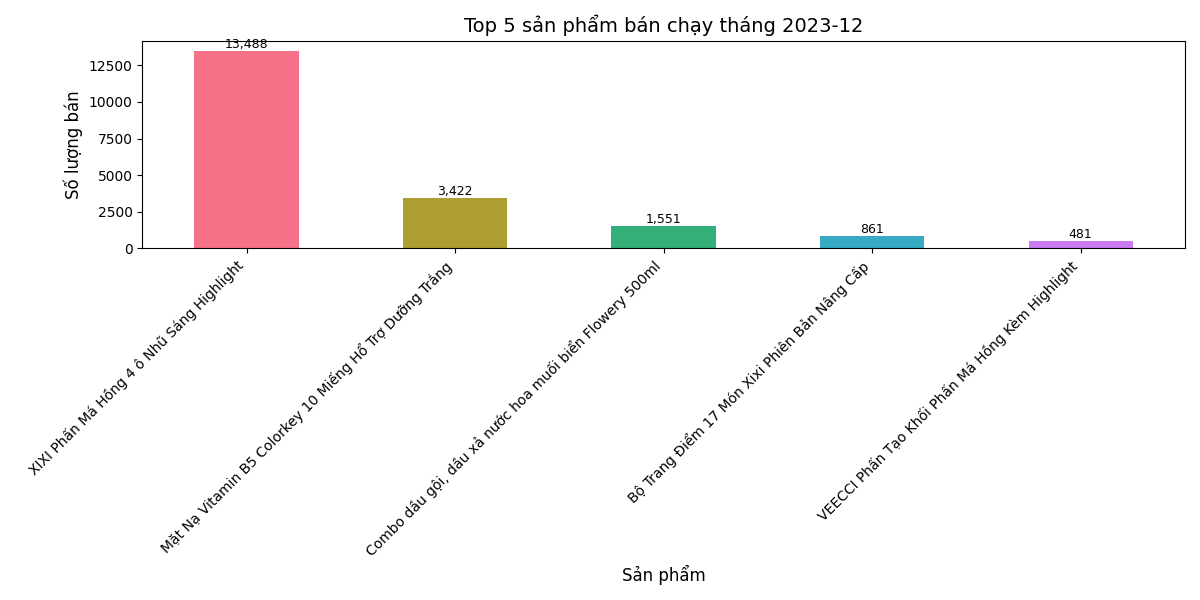 Top 5 sản phẩm bán chạy tháng 2023-12
Số lượng bán
12500
10000
7500
5000
2500
0
13,488
3,422
1,551
861
481
XIXI Phấn Má Hồng 4 ô Nhũ Sáng Highlight
Mặt Nạ Vitamin B5 Colorkey 10 Miếng Hổ Trợ Dưỡng Trắng
Combo dầu gội, dầu xả nước hoa muối biển Flowery 500ml
Bộ Trang Điểm 17 Món Xixi Phiên Bản Nâng Cấp
VEECCI Phấn Tạo Khối Phấn Má Hồng Kèm Highlight
Sản phẩm